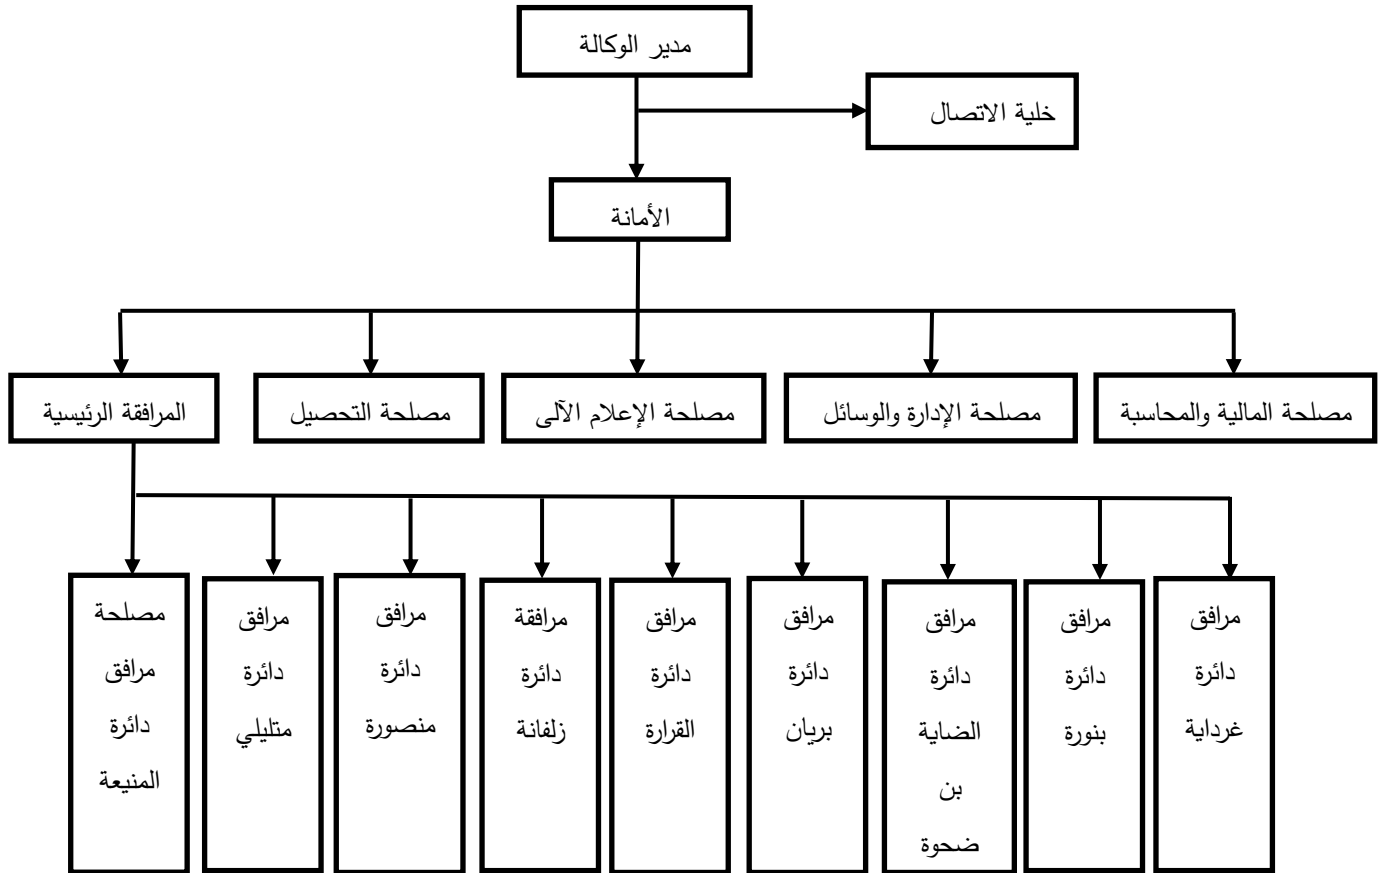 مدير الوكالة
خلية الاتصال
الأمانة
مصلحة المالية والمحاسبة
مصلحة الإدارة والوسائل
مصلحة الإعلام الآلى
مصلحة التحصيل
المرافقة الرئيسية
مرافق
دائرة
غرداية
مرافق
دائرة
بنورة
مرافق
دائرة
الضاية
بن
ضحوة
مرافق
دائرة
بريان
مرافق
دائرة
القرارة
مرافقة
دائرة
زلفانة
مرافق
دائرة
منصورة
مرافق
دائرة
متليلي
مصلحة
مرافق
دائرة
المنيعة